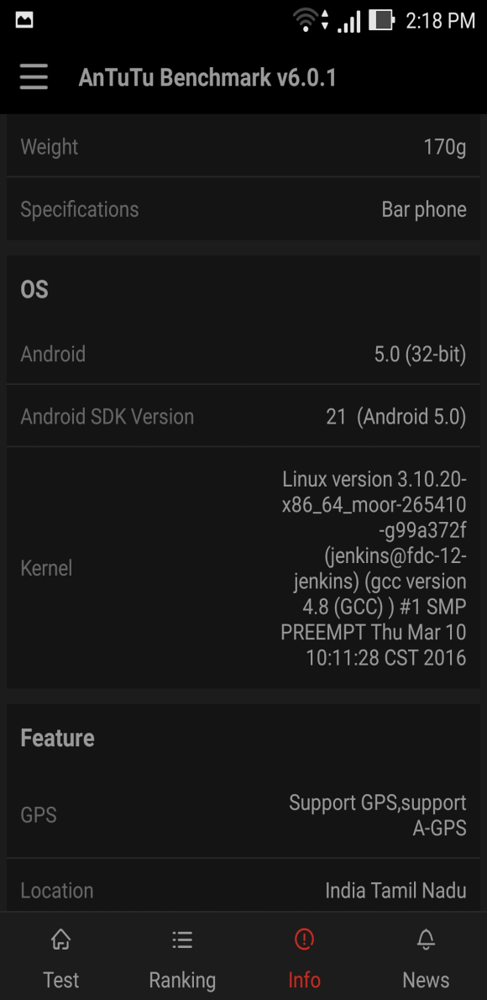 2:18 PM
AnTuTu Benchmark v6.0.1
Weight 170g
Specifications Bar phone
OS
Android 5.0 (32-bit)
Android SDK Version 21 (Android 5.0)
Kernel
Linux version 3.10.20-
x86_64_moor-265410
-g99a372f
(jenkins@fdc-12-
jenkins) (gcc version
4.8 (GCC) ) #1 SMP
PREEMPT Thu Mar 10
10:11:28 CST 2016
Feature
GPS
Support GPS,support
A-GPS
Location India Tamil Nadu
Test Ranking Info News